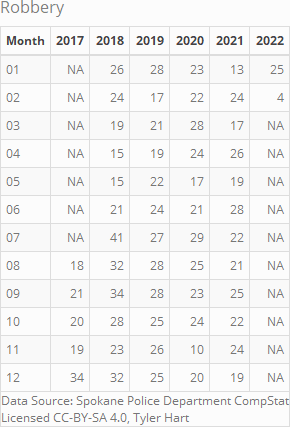 Robbery
Month 2017 2018 2019 2020 2021 2022
01 NA 26 28 23 13 25
02 NA 24 17 22 24 4
03 NA 19 21 28 17 NA
04 NA 15 19 24 26 NA
05 NA 15 22 17 19 NA
06 NA 21 24 21 28 NA
07 NA 41 27 29 22 NA
08 18 32 28 25 21 NA
09 21 34 28 23 25 NA
10 20 28 25 24 22 NA
11 19 23 26 10 24 NA
12 34 32 25 20 19 NA
Data Source: Spokane Police Department CompStat
Licensed CC-BY-SA 4.0, Tyler Hart